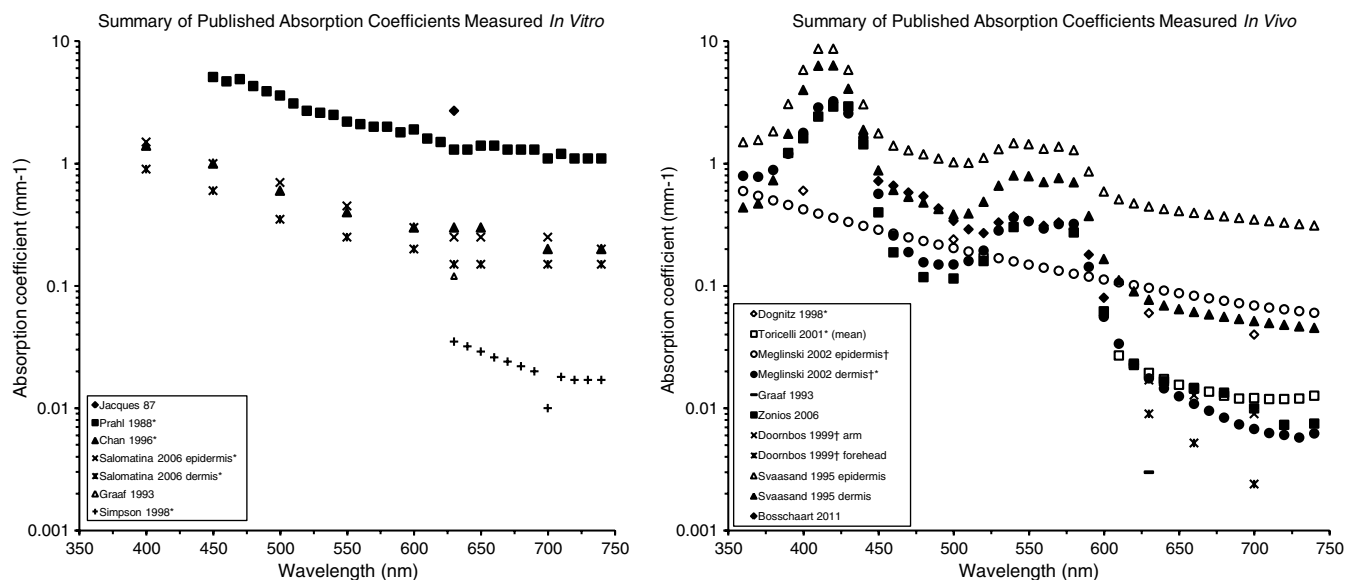 Summary of Published Absorption Coefficients Measured In Vitro
Absorption coefficient (mm-1)
10
1
0.1
0.01
0.001
Jacques 87
Prahl 1988*
Chan 1996*
Salomatina 2006 epidermis*
Salomatina 2006 dermis*
Graaf 1993
Simpson 1998*
350 400 450 500 550 600 650 700 750
Wavelength (nm)
Summary of Published Absorption Coefficients Measured In Vivo
Absorption coefficient (mm-1)
10
1
0.1
0.01
0.001
Dognitz 1998*
Toricelli 2001* (mean)
Meglinski 2002 epidermis†
Meglinski 2002 dermis†*
Graaf 1993
Zonios 2006
Doornbos 1999† arm
Doornbos 1999† forehead
Svaasand 1995 epidermis
Svaasand 1995 dermis
Bosschaart 2011
350 400 450 500 550 600 650 700 750
Wavelength (nm)